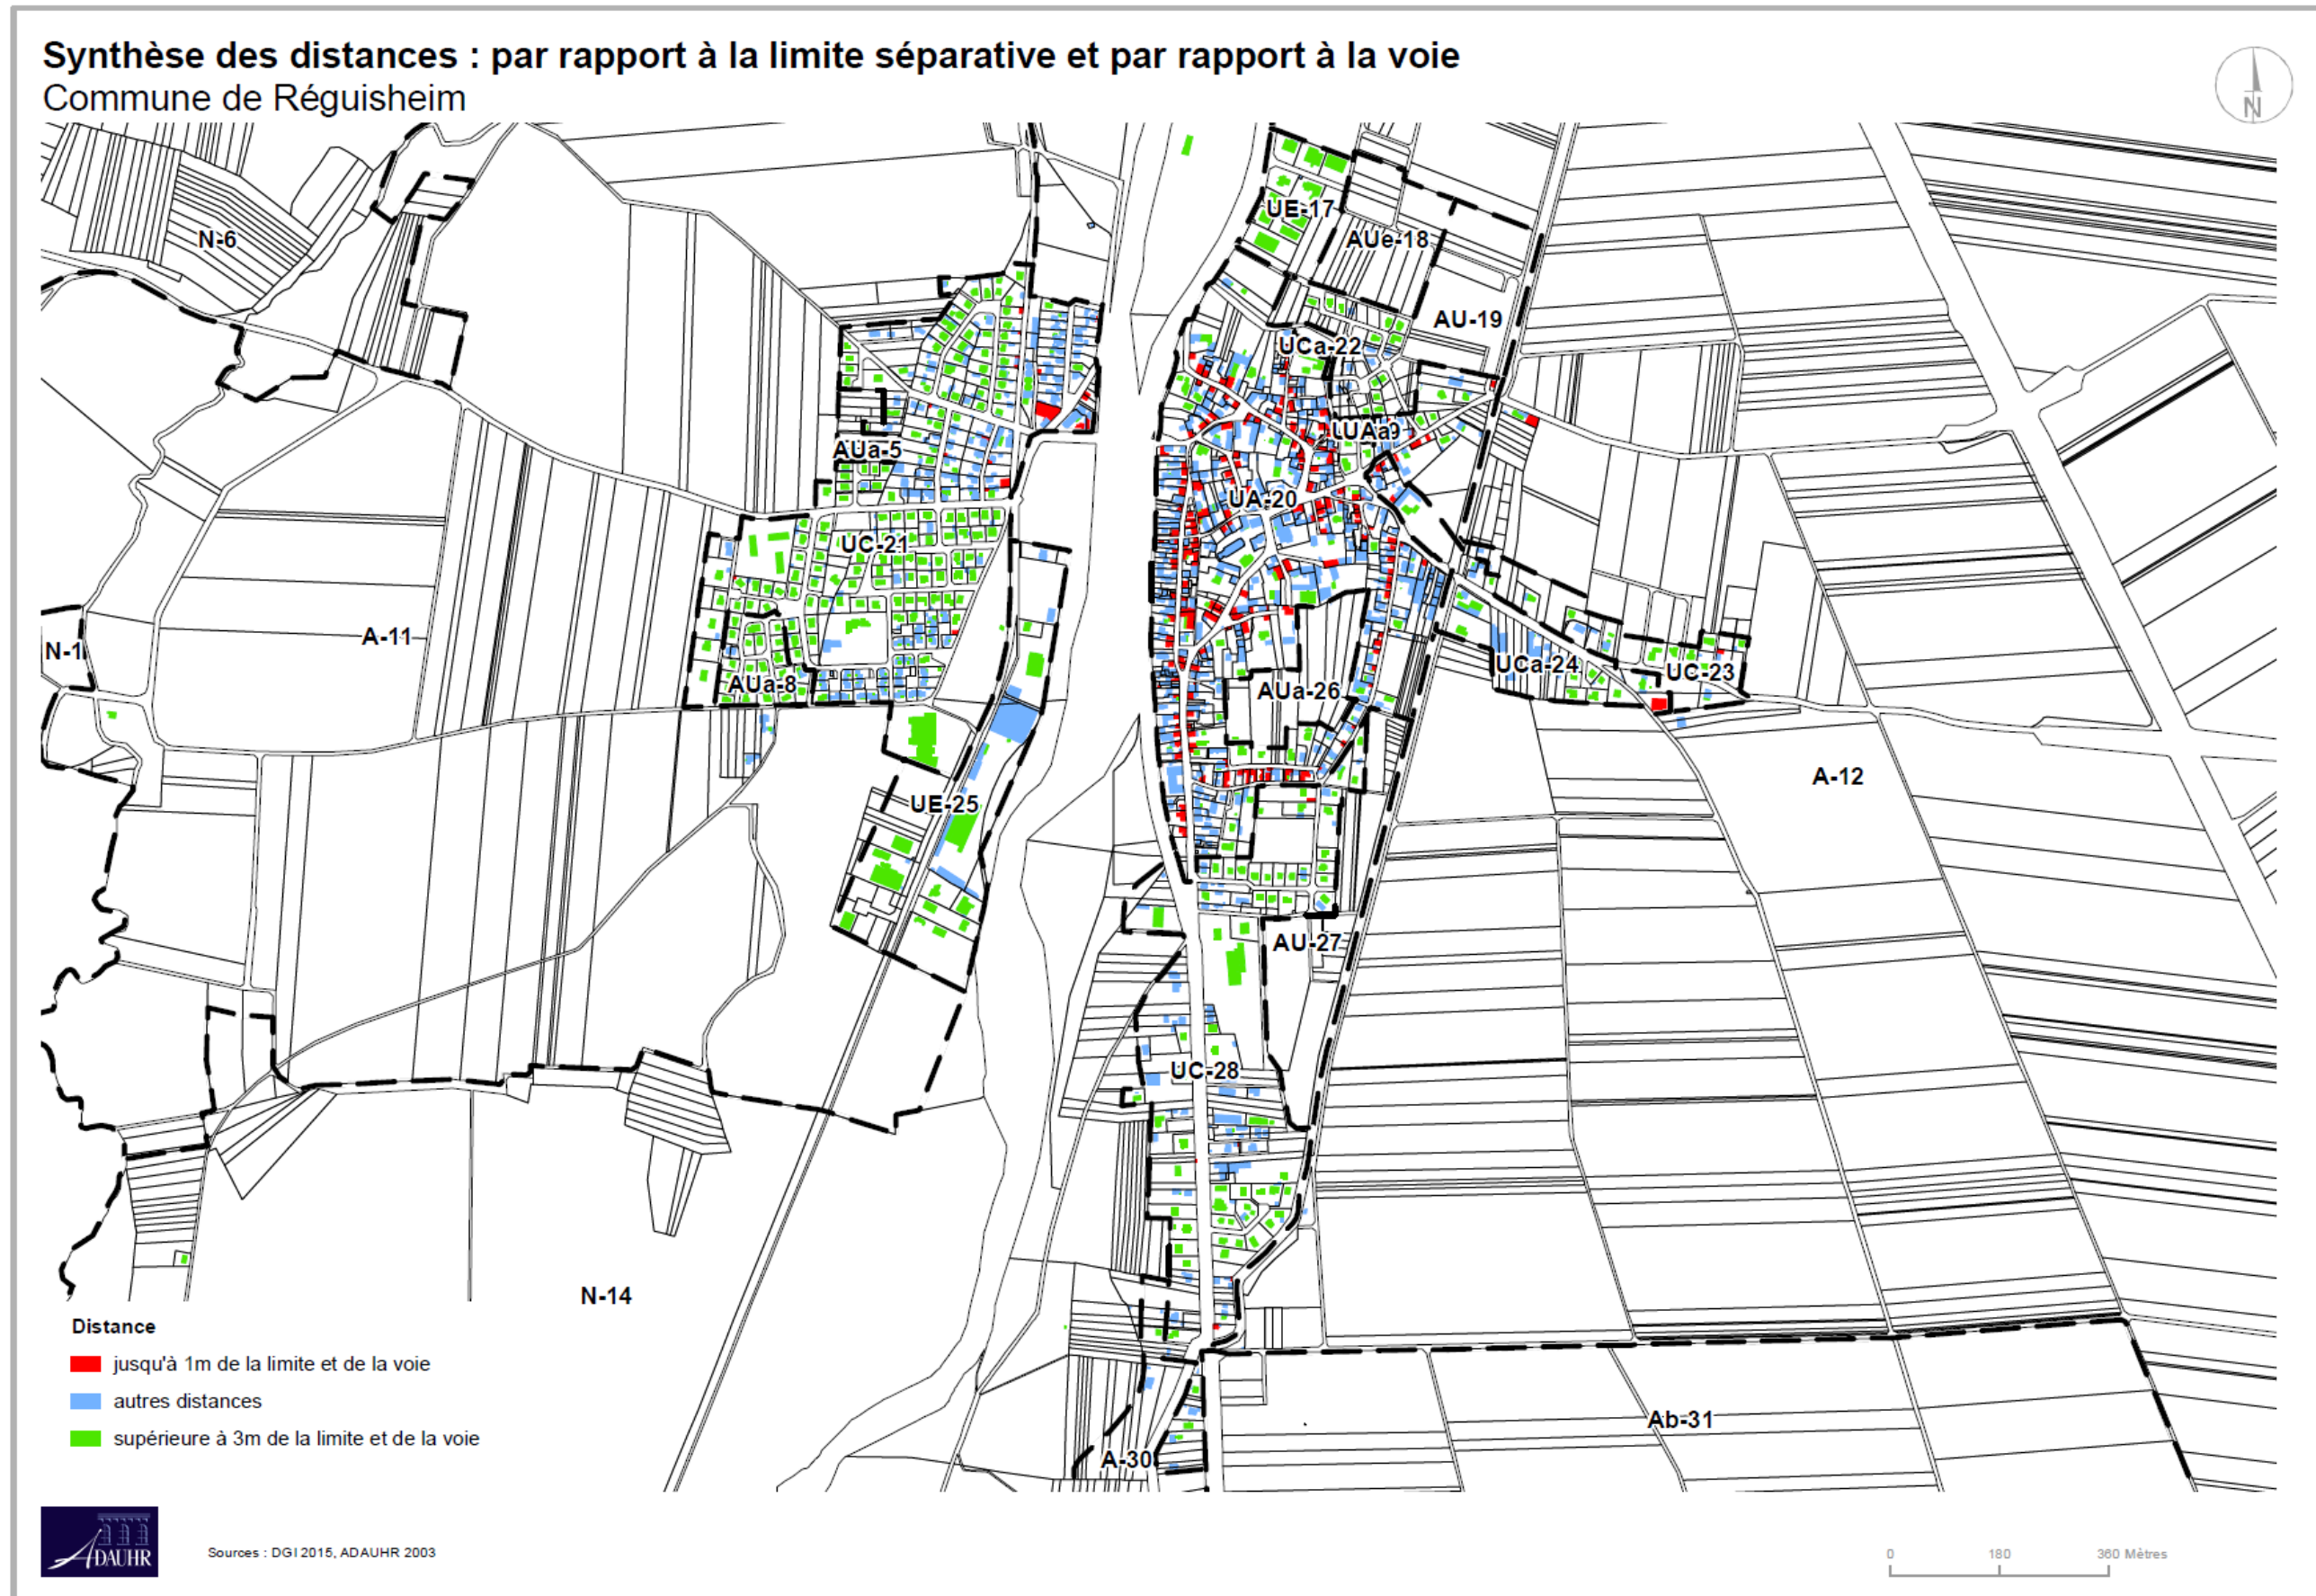 Synthèse des distances : par rapport à la limite séparative et par rapport à la voie
Commune de Réguisheim
N
UE-17
N-6
AUe-18
AU-19
UCa-22
UAa9
AUa-5
UA-20
UC-21
A-11
N-1
UCa-24
UC-23
AUa-8
AUa-26
A-12
UE-25
AU-27
UC-28
N-14
Distance
jusqu'à 1m de la limite et de la voie
autres distances
supérieure à 3m de la limite et de la voie
Ab-31
A-30
ADAUHR
Sources : DGI 2015, ADAUHR 2003
0 180 360 Mètres